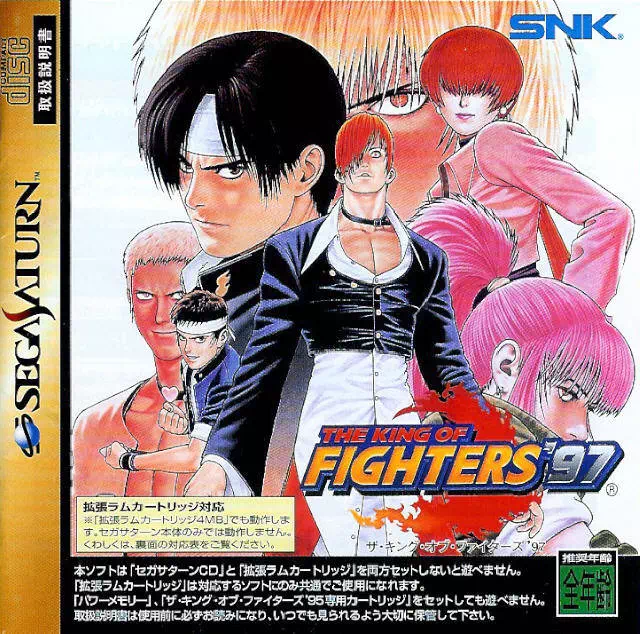 COMPACT
disc
取扱説明書
SNK®
SEGASATURN™
THE KING OF
FIGHTERS'97
®
ザ・キング・オブ・ファイターズ '97
拡張ラムカートリッジ対応
※「拡張ラムカートリッジ4MB」でも動作しま
す。セガサターン本体のみでは動作しません。
くわしくは、裏面の対応表をご覧ください。
推奨年齢
全年齢
本ソフトは「セガサターンCD」と「拡張ラムカートリッジ」を両方セットしないと遊べません。
「拡張ラムカートリッジ」は対応するソフトにのみ共通でご使用になれます。
「パワーメモリー」、「ザ・キング・オブ・ファイターズ'95専用カートリッジ」をセットしても遊べません。
取扱説明書は使用前に必ずお読みになり、いつでも見られるよう大切に保管して下さい。